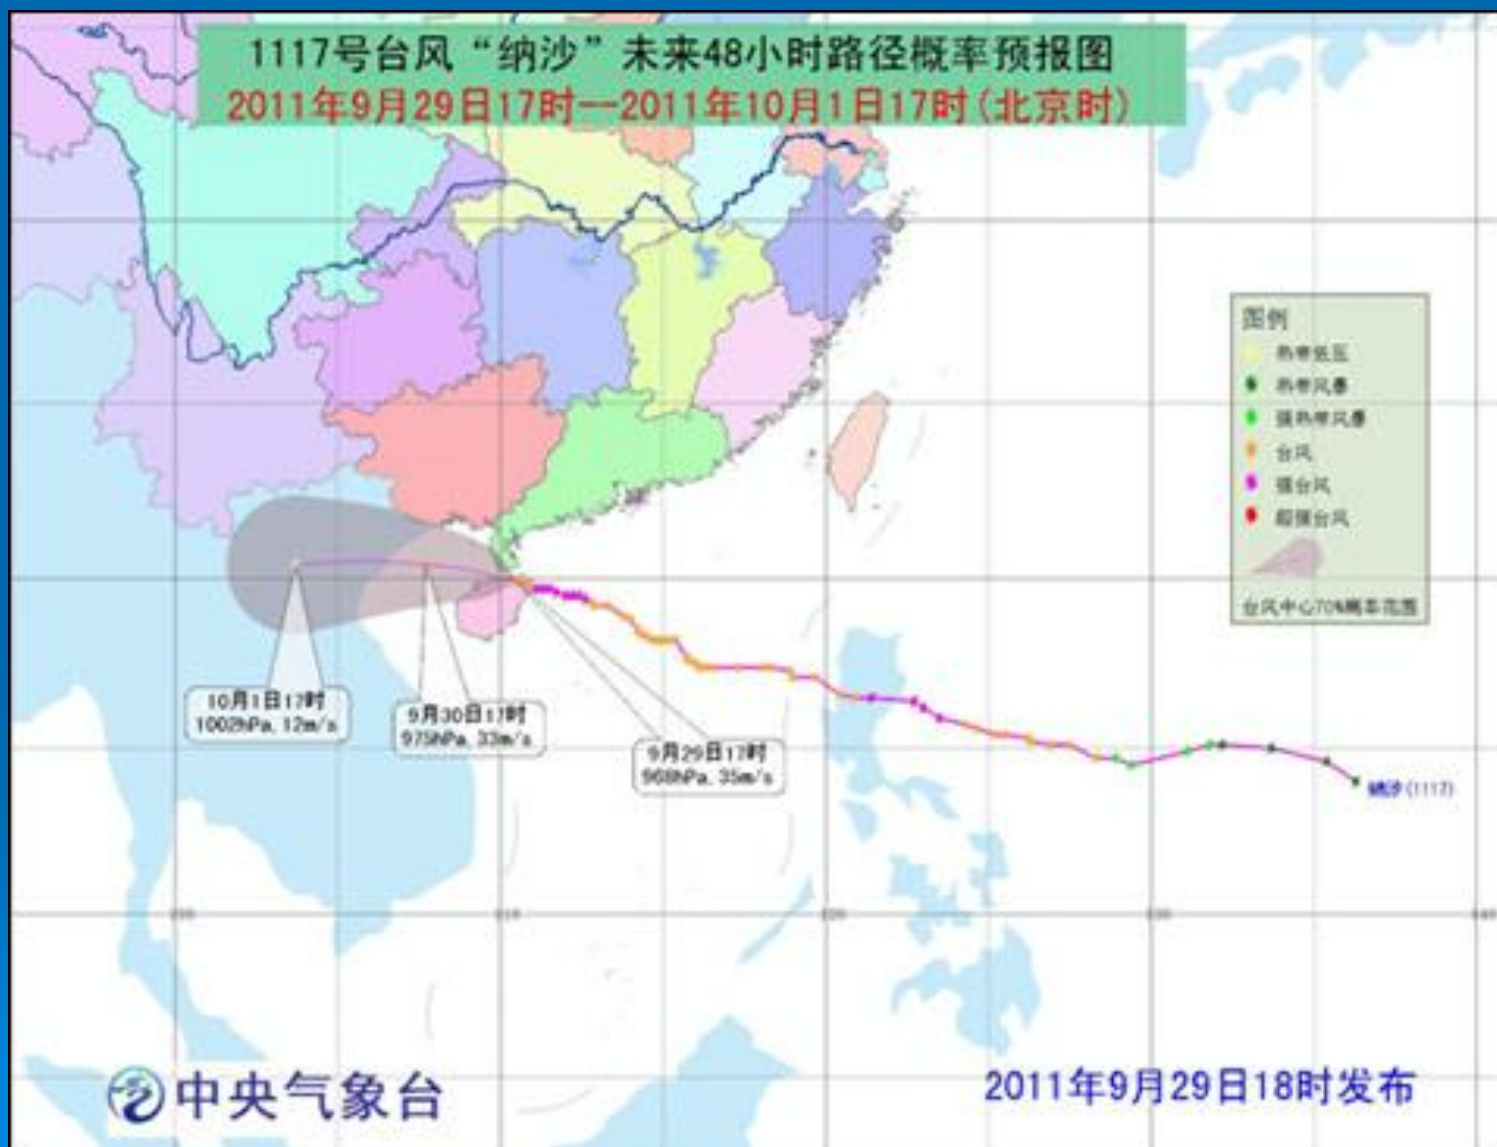 1117号台风“纳沙”未来48小时路径概率预报图
2011年9月29日17时—2011年10月1日17时(北京时)
图例
热带低压
热带风暴
强热带风暴
台风
强台风
超强台风
台风中心70%概率范围
10月1日17时
1002hPa,12m/s
9月30日17时
975hPa,33m/s
9月29日17时
968hPa,35m/s
纳沙(1117)
100
110
120
130
140
中央气象台
2011年9月29日18时发布